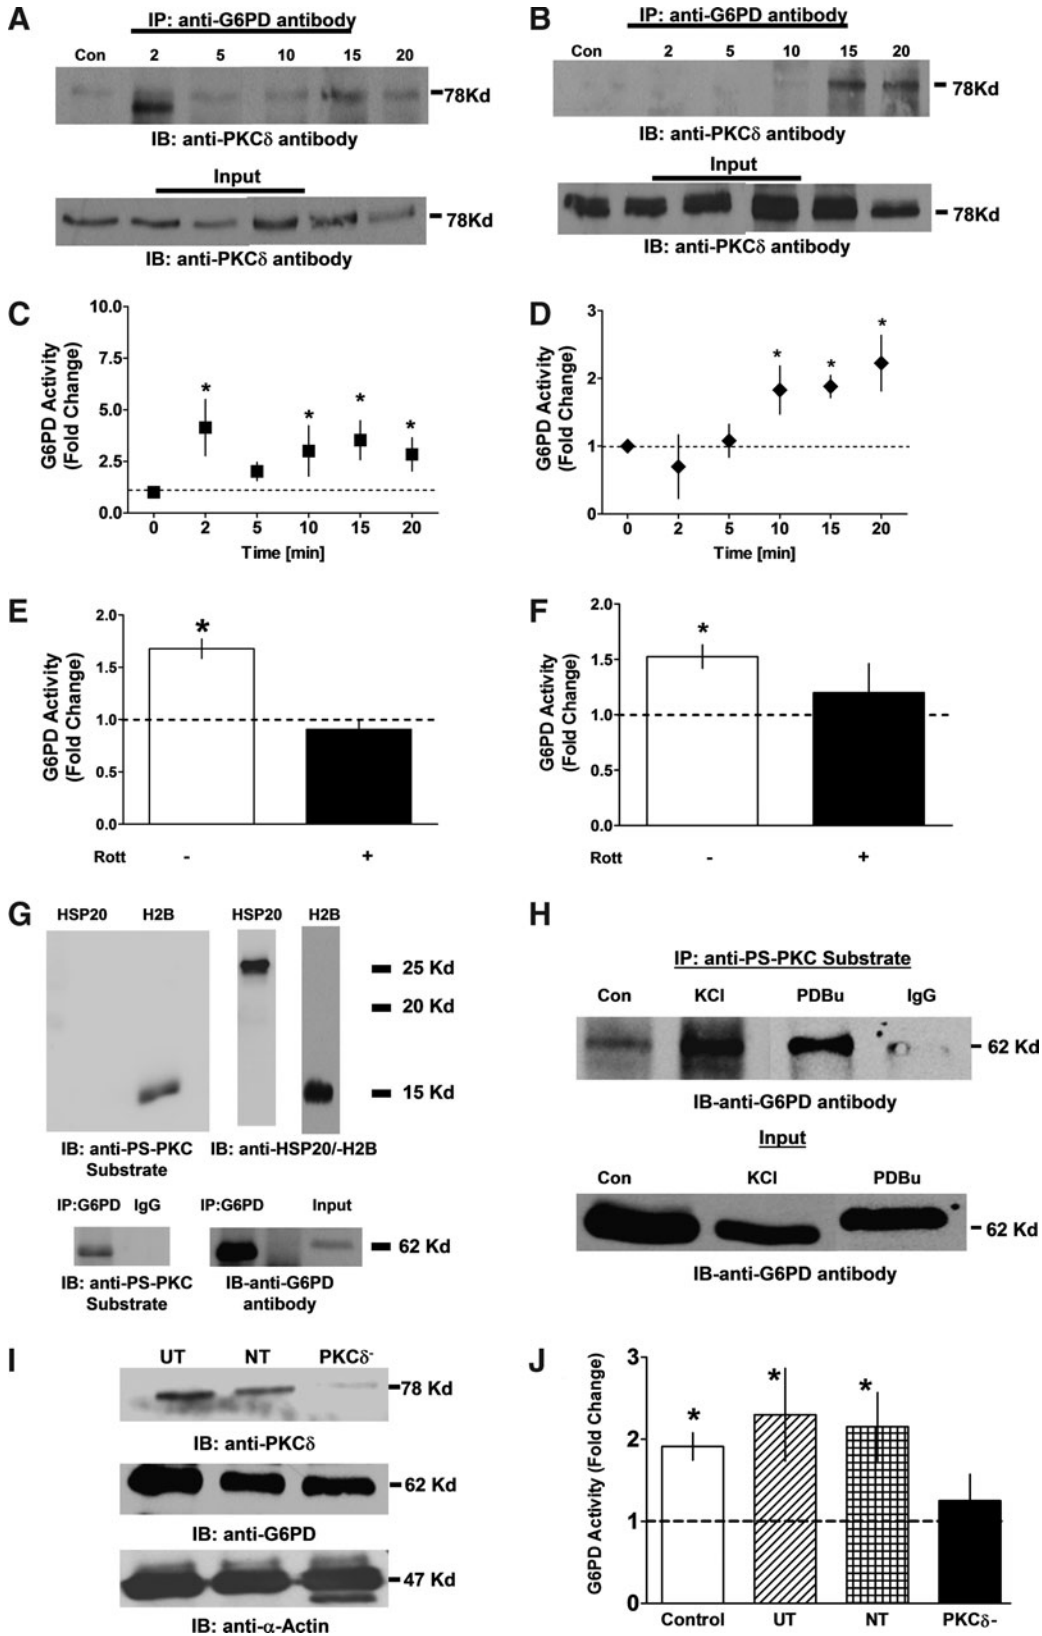 A
IP: anti-G6PD antibody
Con 2 5 10 15 20
78Kd
IB: anti-PKCδ antibody
Input
78Kd
IB: anti-PKCδ antibody
B
IP: anti-G6PD antibody
Con 2 5 10 15 20
78Kd
IB: anti-PKCδ antibody
Input
78Kd
IB: anti-PKCδ antibody
C
G6PD Activity
(Fold Change)
10.0
7.5
5.0
2.5
0.0
* * * *
0 2 5 10 15 20
Time [min]
D
G6PD Activity
(Fold Change)
3
2
1
0
* * *
0 2 5 10 15 20
Time [min]
E
G6PD Activity
(Fold Change)
2.0
1.5
1.0
0.5
0.0
*
Rott - +
F
G6PD Activity
(Fold Change)
2.0
1.5
1.0
0.5
0.0
*
Rott - +
G
HSP20 H2B HSP20 H2B
25 Kd
20 Kd
15 Kd
IB: anti-PS-PKC
Substrate
IB: anti-HSP20/-H2B
IP:G6PD IgG IP:G6PD Input
62 Kd
IB: anti-PS-PKC
Substrate
IB-anti-G6PD
antibody
H
IP: anti-PS-PKC Substrate
Con KCl PDBu IgG
62 Kd
IB-anti-G6PD antibody
Input
Con KCl PDBu
62 Kd
IB-anti-G6PD antibody
I
UT NT PKCδ-
78 Kd
IB: anti-PKCδ
62 Kd
IB: anti-G6PD
47 Kd
IB: anti-α-Actin
J
G6PD Activity (Fold Change)
3
2
1
0
* * *
Control UT NT PKCδ-